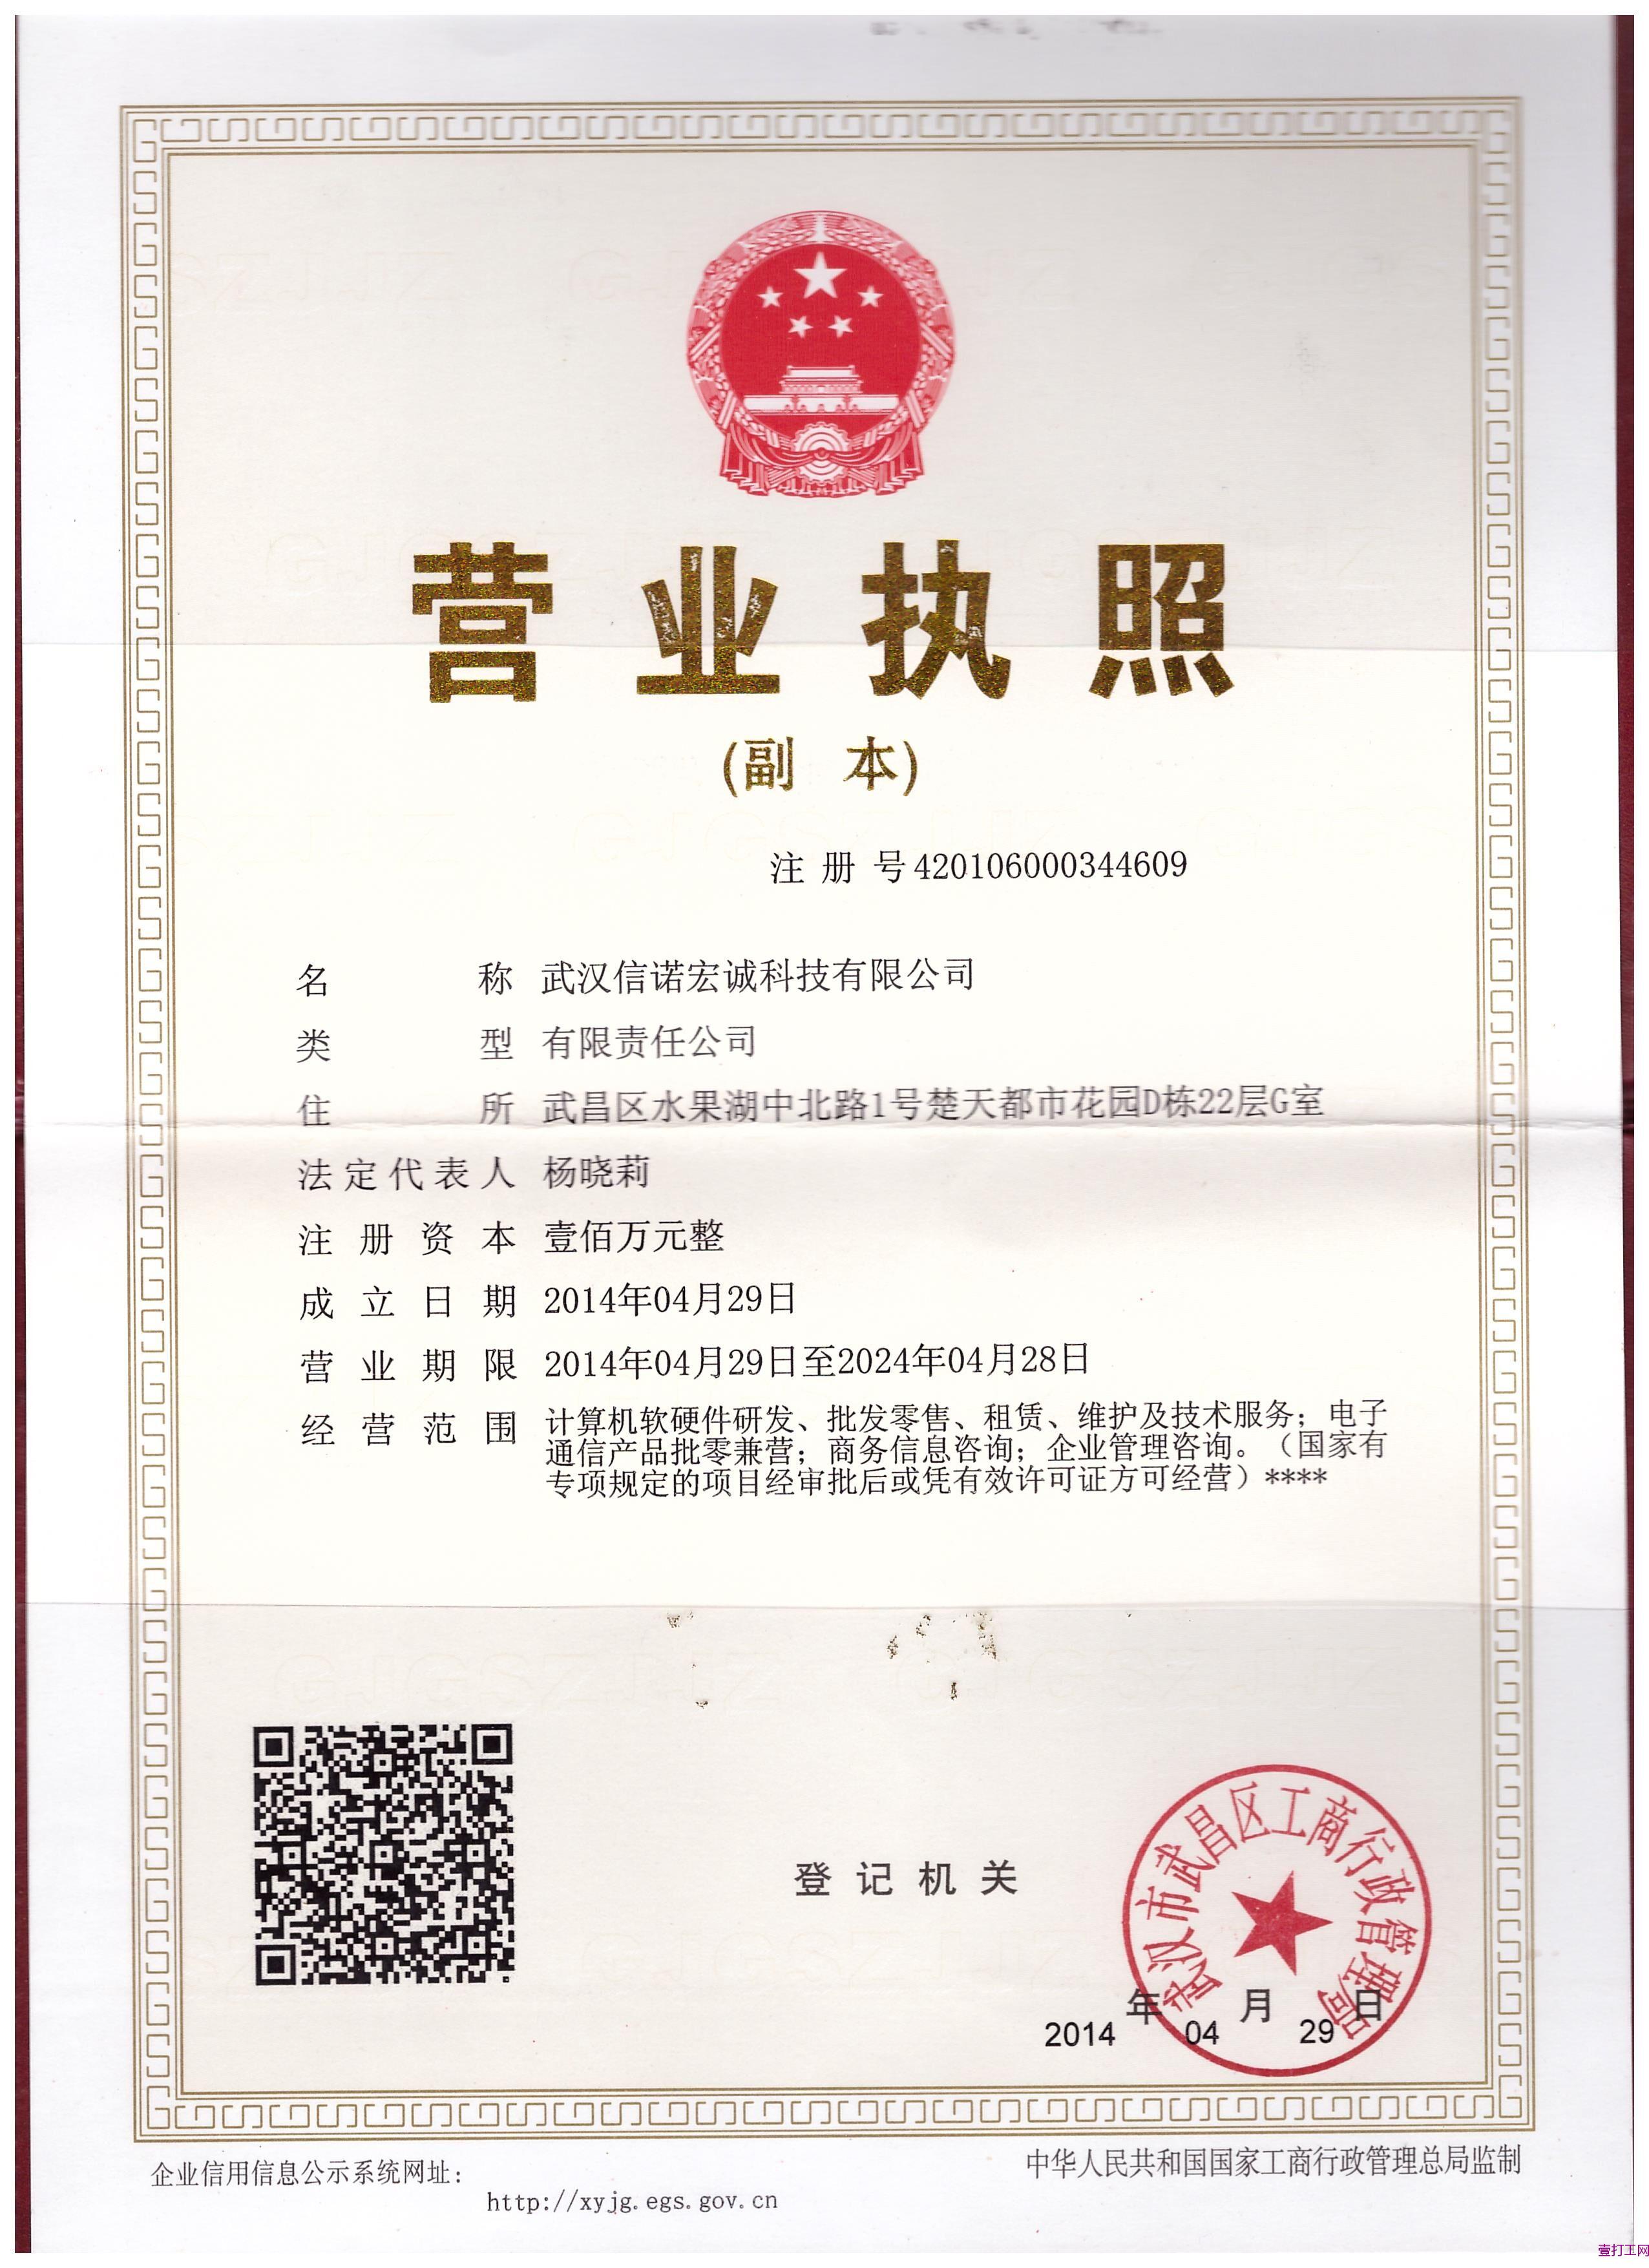 营业执照
(副 本)
注 册 号420106000344609
名 称 武汉信诺宏诚科技有限公司
类 型 有限责任公司
住 所 武昌区水果湖中北路1号楚天都市花园D栋22层G室
法定代表人 杨晓莉
注 册 资 本 壹佰万元整
成 立 日 期 2014年04月29日
营 业 期 限 2014年04月29日至2024年04月28日
经 营 范 围 计算机软硬件研发、批发零售、租赁、维护及技术服务；电子
通信产品批零兼营；商务信息咨询；企业管理咨询。（国家有
专项规定的项目经审批后或凭有效许可证方可经营）****
登 记 机 关
武汉市武昌区工商行政管理局
2014 年 04 月 29 日
企业信用信息公示系统网址：
http://xyjg.egs.gov.cn
中华人民共和国国家工商行政管理总局监制
壹打工网